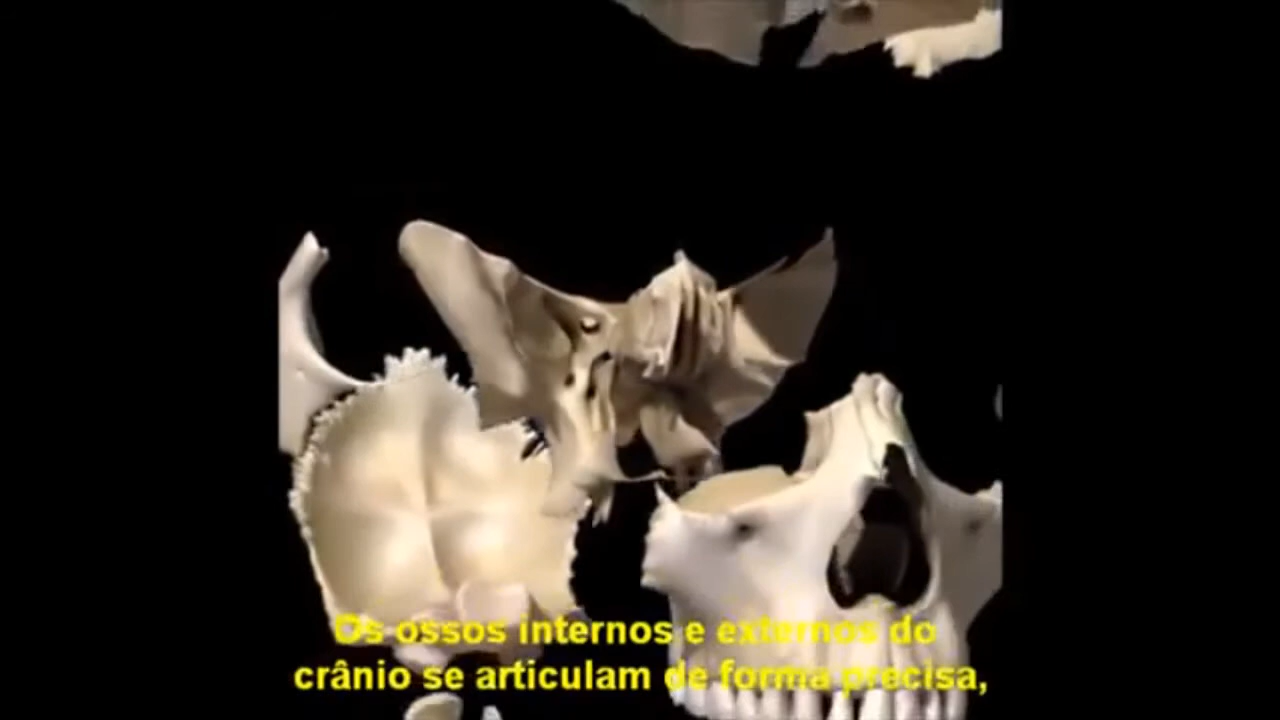 Os ossos internos e externos do
crânio se articulam de forma precisa,